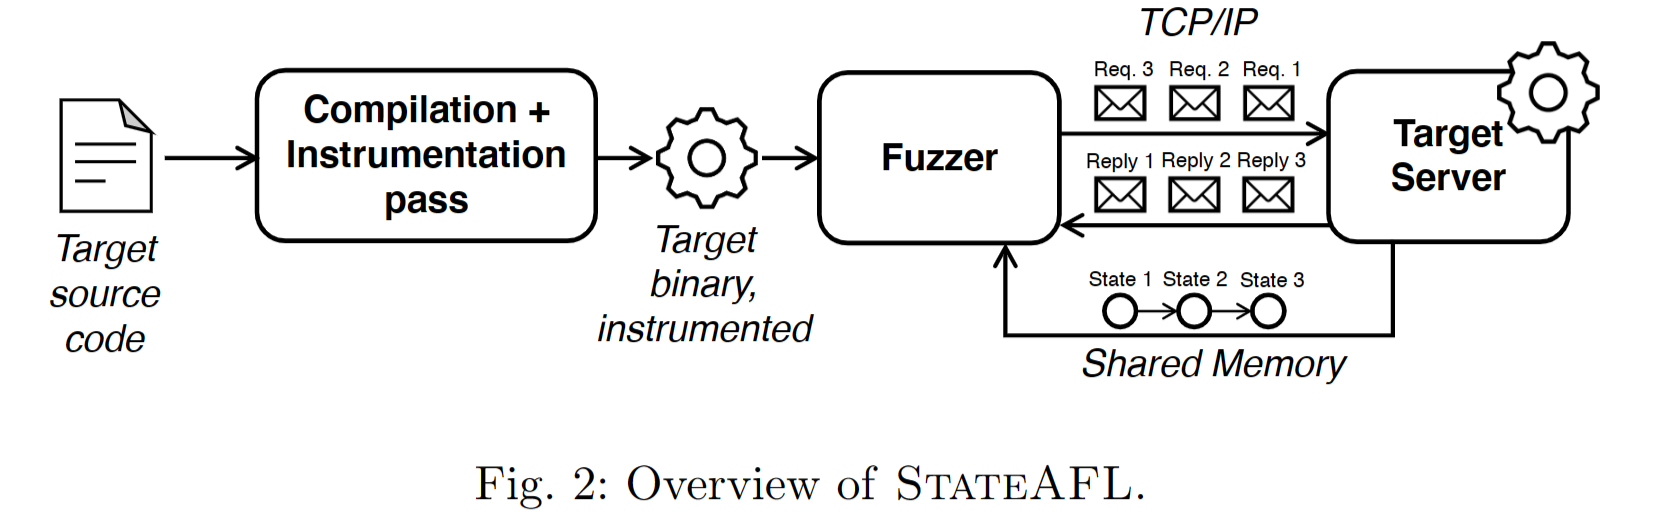 Target
source
code
Compilation +
Instrumentation
pass
Target
binary,
instrumented
Fuzzer
TCP/IP
Req. 3 Req. 2 Req. 1
Reply 1 Reply 2 Reply 3
Target
Server
State 1 State 2 State 3
Shared Memory
Fig. 2: Overview of STATEAFL.